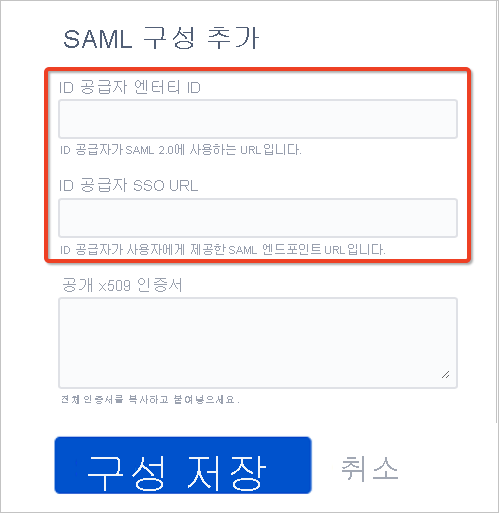 SAML 구성 추가
ID 공급자 엔터티 ID
ID 공급자가 SAML 2.0에 사용하는 URL입니다.
ID 공급자 SSO URL
ID 공급자가 사용자에게 제공한 SAML 엔드포인트 URL입니다.
공개 x509 인증서
전체 인증서를 복사하고 붙여넣으세요.
구성 저장
취소